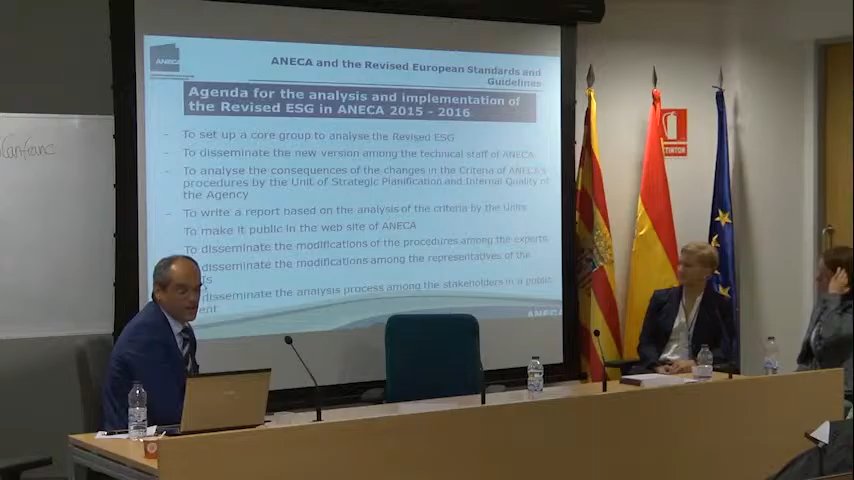 ANECA
ANECA and the Revised European Standards and
Guidelines
Agenda for the analysis and implementation of
the Revised ESG in ANECA 2015 - 2016
- To set up a core group to analyse the Revised ESG
- To disseminate the new version among the technical staff of ANECA
- To analyse the consequences of the changes in the Criteria of ANECA's
procedures by the Unit of Strategic Planification and Internal Quality of
the Agency
- To write a report based on the analysis of the criteria by the Units
To make it public in the web site of ANECA
To disseminate the modifications of the procedures among the experts
disseminate the modifications among the representatives of the
disseminate the analysis process among the stakeholders in a public
ent
ANECA
TINTOR